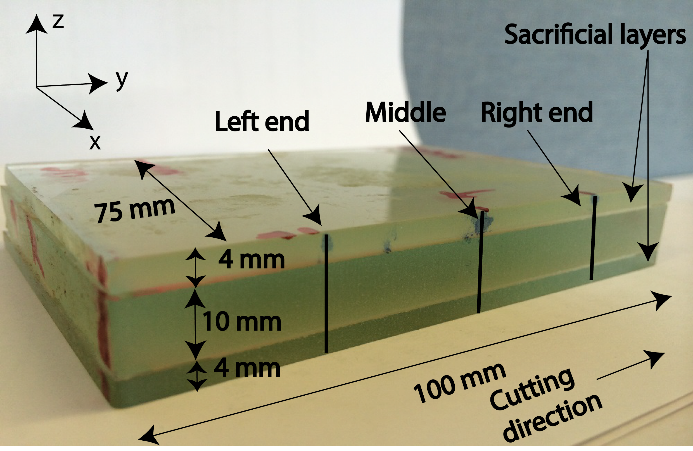 z
Sacrificial layers
y
Middle
Right end
Left end
x
75 mm
4 mm
10 mm
4 mm
100 mm
Cutting
direction